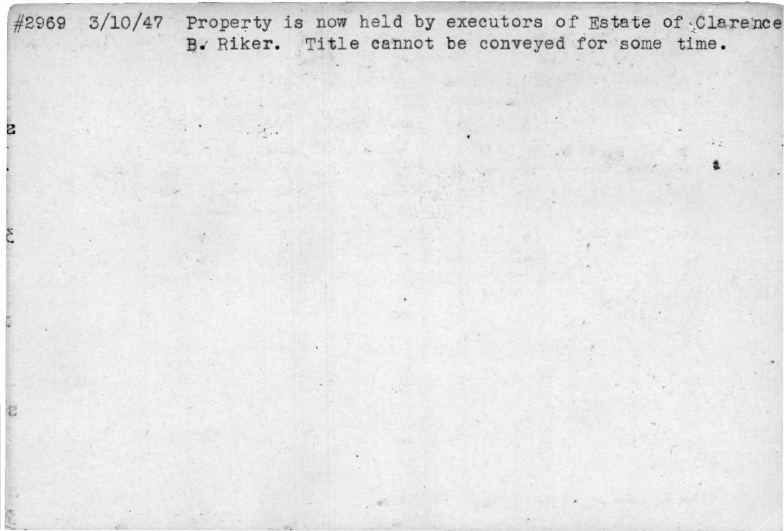 #2969 3/10/47 Property is now held by executors of Estate of Clarence
B. Riker. Title cannot be conveyed for some time.